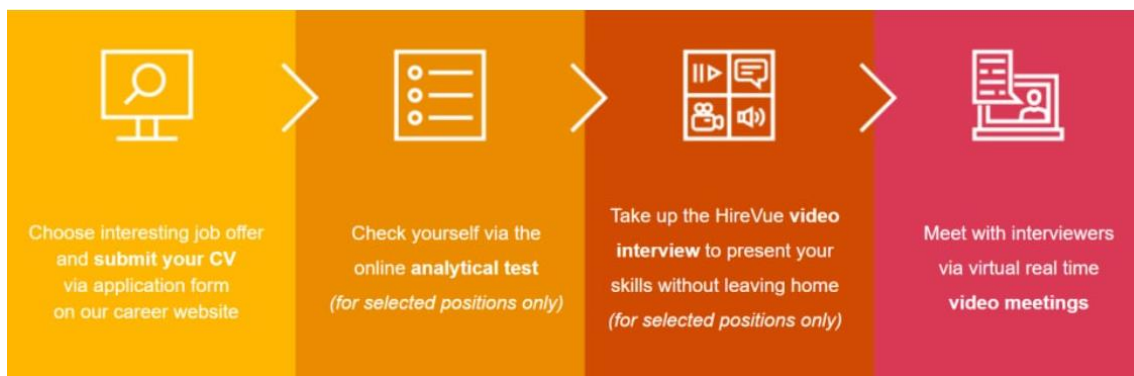 Choose interesting job offer
and submit your CV
via application form
on our career website
Check yourself via the
online analytical test
(for selected positions only)
Take up the HireVue video
interview to present your
skills without leaving home
(for selected positions only)
Meet with interviewers
via virtual real time
video meetings